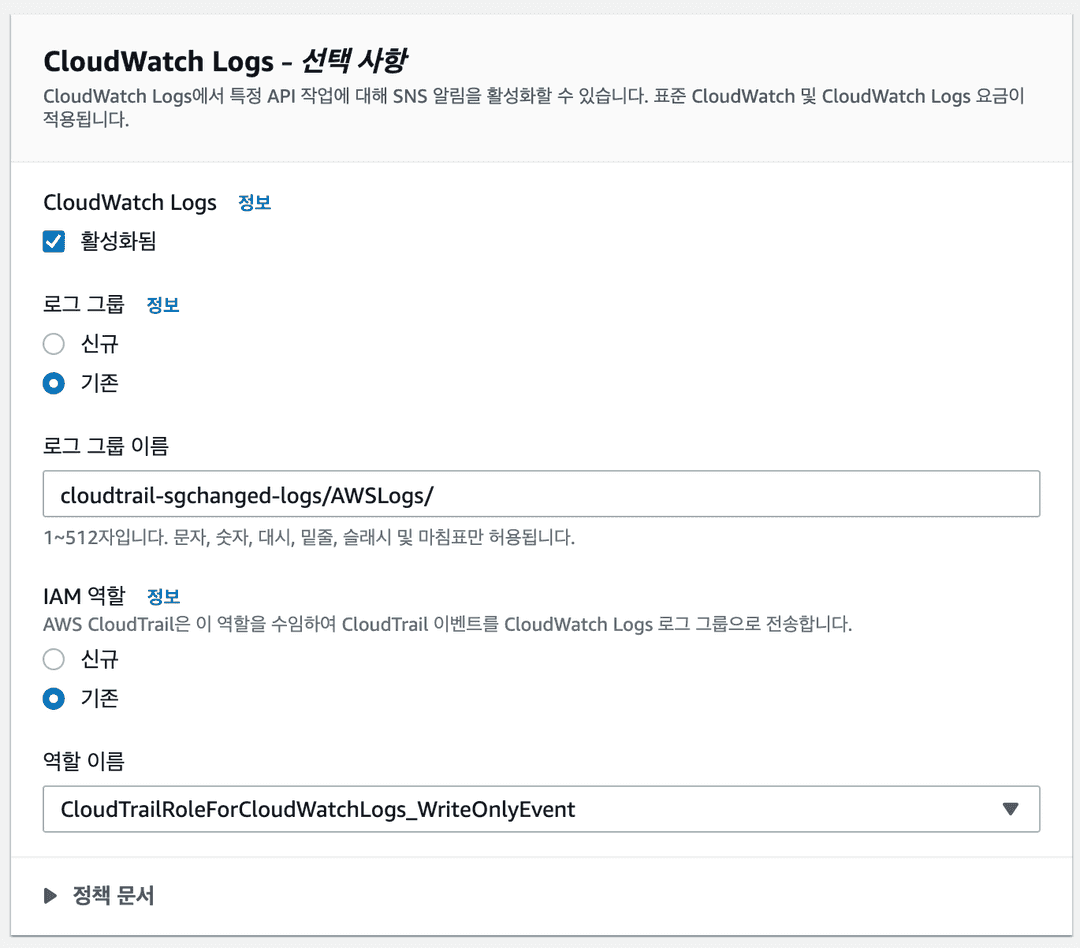 CloudWatch Logs – 선택 사항
CloudWatch Logs에서 특정 API 작업에 대해 SNS 알림을 활성화할 수 있습니다. 표준 CloudWatch 및 CloudWatch Logs 요금이
적용됩니다.
CloudWatch Logs 정보
활성화됨
로그 그룹 정보
신규
기존
로그 그룹 이름
cloudtrail-sgchanged-logs/AWSLogs/
1~512자입니다. 문자, 숫자, 대시, 밑줄, 슬래시 및 마침표만 허용됩니다.
IAM 역할 정보
AWS CloudTrail은 이 역할을 수임하여 CloudTrail 이벤트를 CloudWatch Logs 로그 그룹으로 전송합니다.
신규
기존
역할 이름
CloudTrailRoleForCloudWatchLogs_WriteOnlyEvent
정책 문서